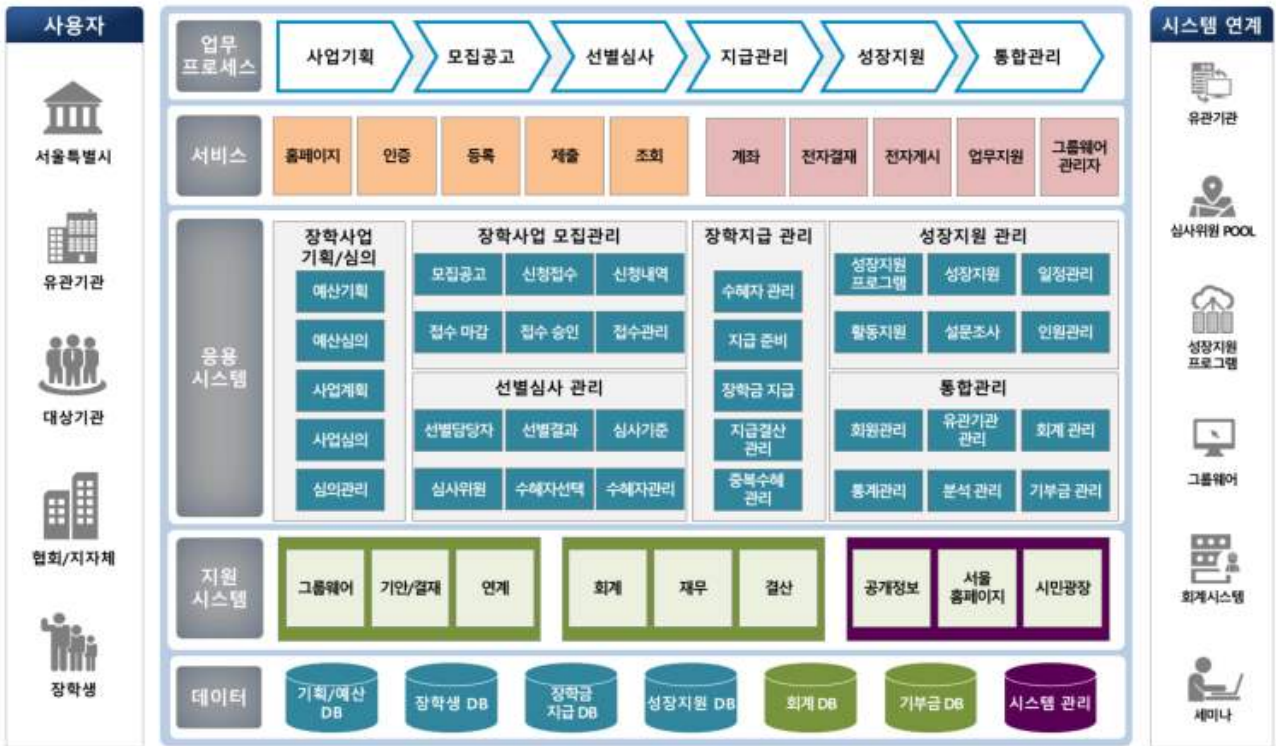 사용자
서울특별시
유관기관
대상기관
협회/지자체
장학생
업무
프로세스
사업기획
모집공고
선별심사
지급관리
성장지원
통합관리
서비스
홈페이지
인증
등록
제출
조회
계좌
전자결재
전자게시
업무지원
그룹웨어
관리자
응용
시스템
장학사업
기획/심의
예산기획
예산심의
사업계획
사업심의
심의관리
장학사업 모집관리
모집공고
신청접수
신청내역
접수 마감
접수 승인
접수관리
선별심사 관리
선별담당자
선별결과
심사기준
심사위원
수혜자선택
수혜자관리
장학지급 관리
수혜자 관리
지급 준비
장학금 지급
지급결산
관리
중복수혜
관리
성장지원 관리
성장지원
프로그램
성장지원
일정관리
활동지원
설문조사
인원관리
통합관리
회원관리
유관기관
관리
회계 관리
통계관리
분석 관리
기부금 관리
지원
시스템
그룹웨어
기안/결재
연계
회계
재무
결산
공개정보
서울
홈페이지
시민광장
데이터
기획/예산
DB
장학생 DB
장학금
지급 DB
성장지원 DB
회계 DB
기부금 DB
시스템 관리
시스템 연계
유관기관
심사위원 POOL
성장지원
프로그램
그룹웨어
회계시스템
세미나